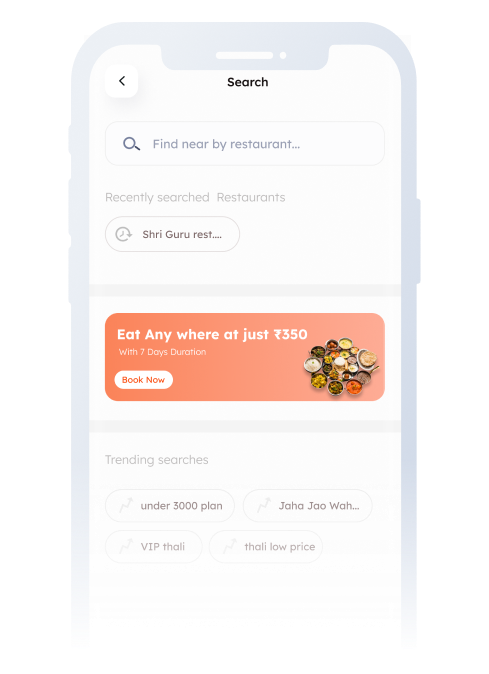 Search
Find near by restaurant...
Recently searched Restaurants
Shri Guru rest....
Eat Any where at just ₹350
With 7 Days Duration
Book Now
Trending searches
under 3000 plan
Jaha Jao Wah...
VIP thali
thali low price